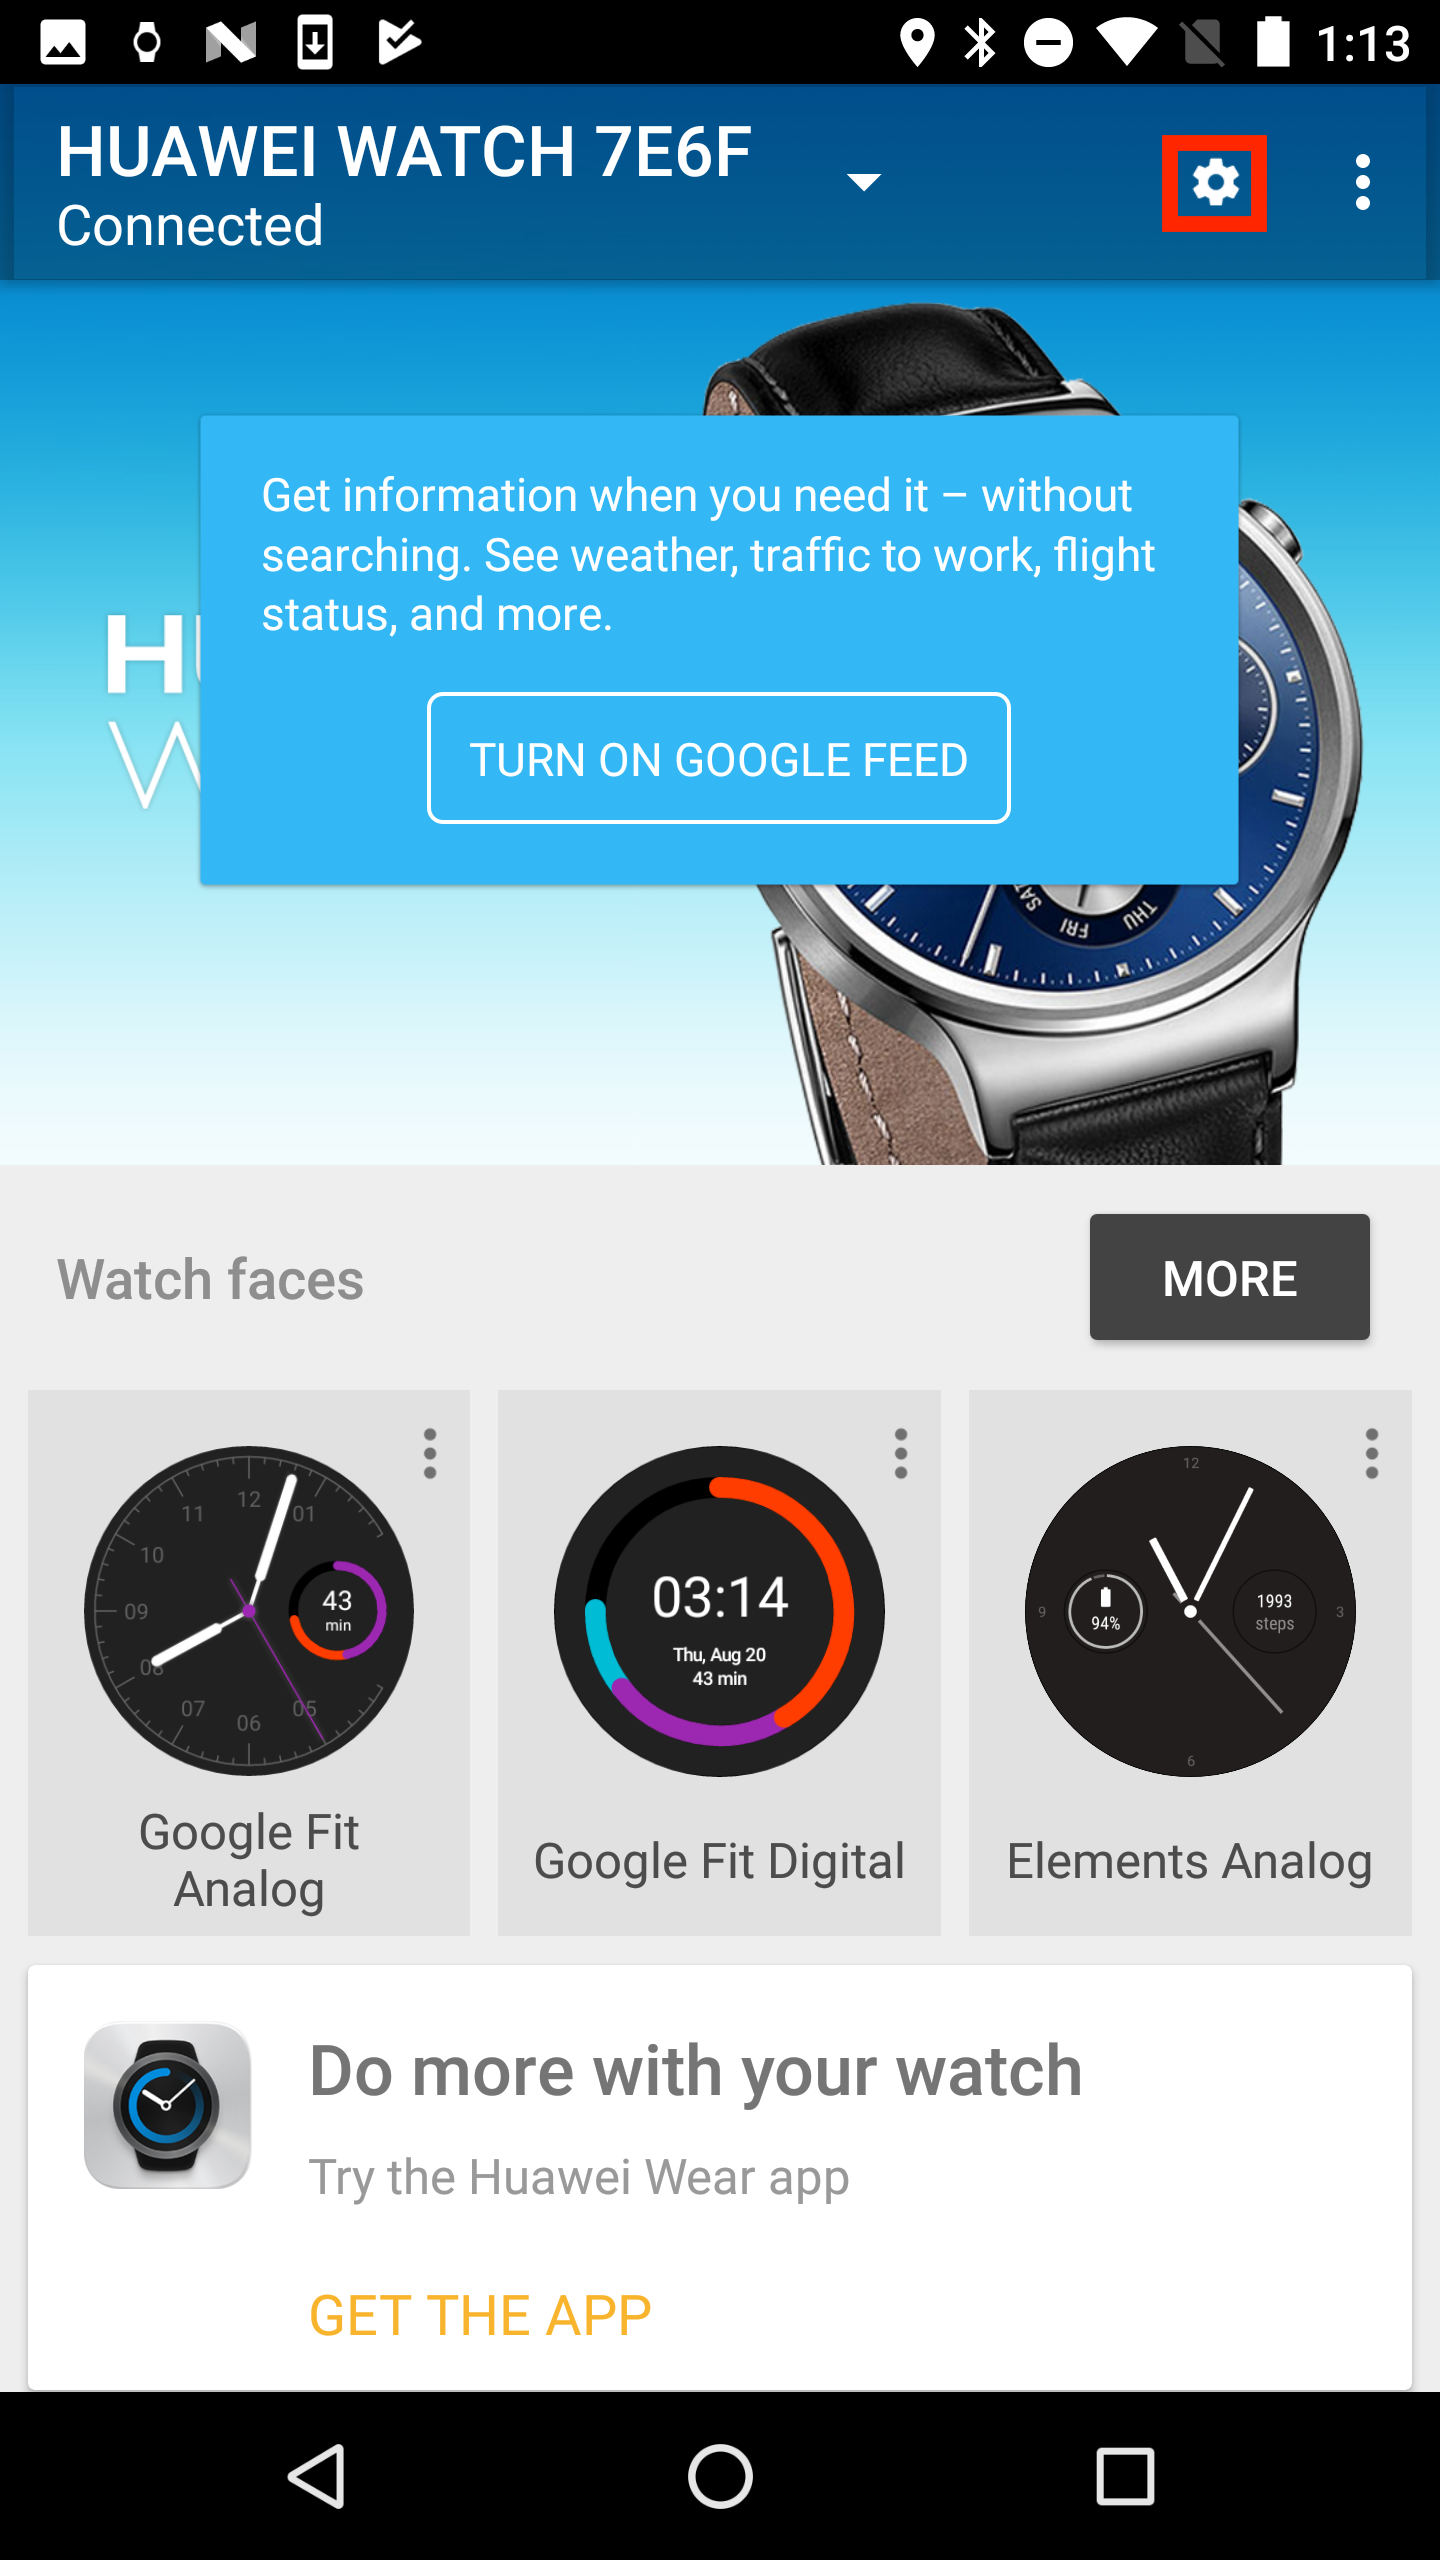 1:13
HUAWEI WATCH 7E6F
Connected
Get information when you need it – without
searching. See weather, traffic to work, flight
status, and more.
H
TURN ON GOOGLE FEED
W
SAT
FRI
THU
Watch faces
MORE
12
11
01
10
09
43
min
08
07
06
05
03:14
Thu, Aug 20
43 min
12
9
94%
1993
steps
3
6
Google Fit
Analog
Google Fit Digital
Elements Analog
Do more with your watch
Try the Huawei Wear app
GET THE APP